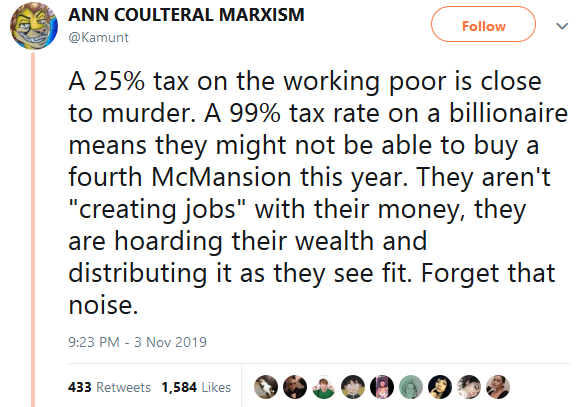 ANN COULTERAL MARXISM
@Kamunt
Follow
A 25% tax on the working poor is close
to murder. A 99% tax rate on a billionaire
means they might not be able to buy a
fourth McMansion this year. They aren't
"creating jobs" with their money, they
are hoarding their wealth and
distributing it as they see fit. Forget that
noise.
9:23 PM - 3 Nov 2019
433 Retweets 1,584 Likes